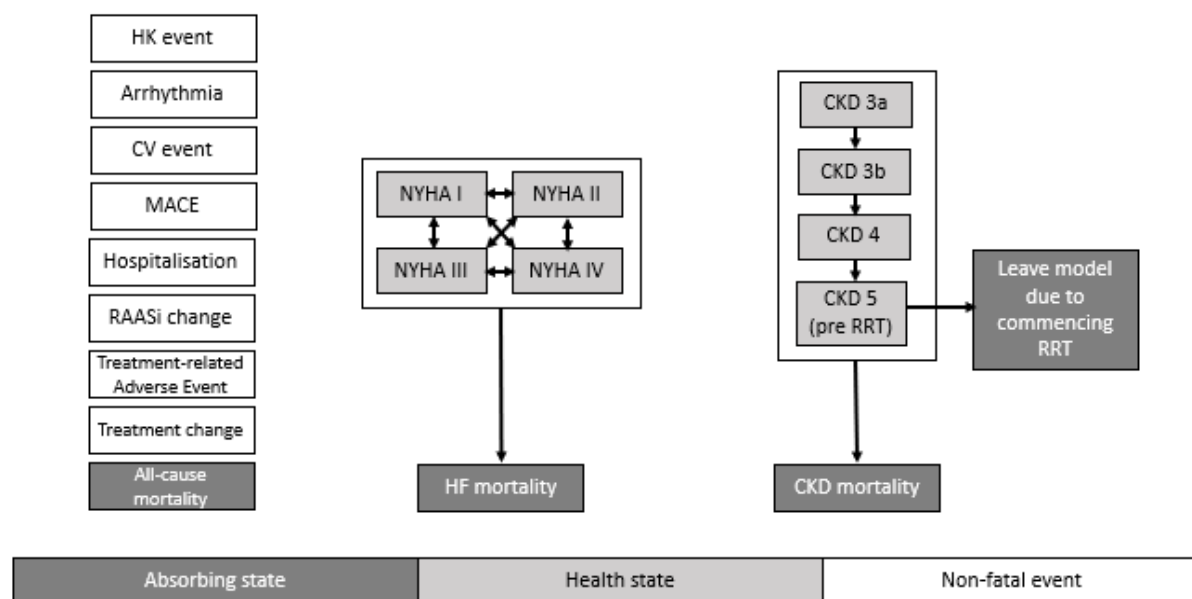 HK event
Arrhythmia
CV event
MACE
Hospitalisation
RAASi change
Treatment-related
Adverse Event
Treatment change
All-cause
mortality
NYHA I
NYHA II
NYHA III
NYHA IV
HF mortality
CKD 3a
CKD 3b
CKD 4
CKD 5
(pre RRT)
Leave model
due to
commencing
RRT
CKD mortality
Absorbing state
Health state
Non-fatal event